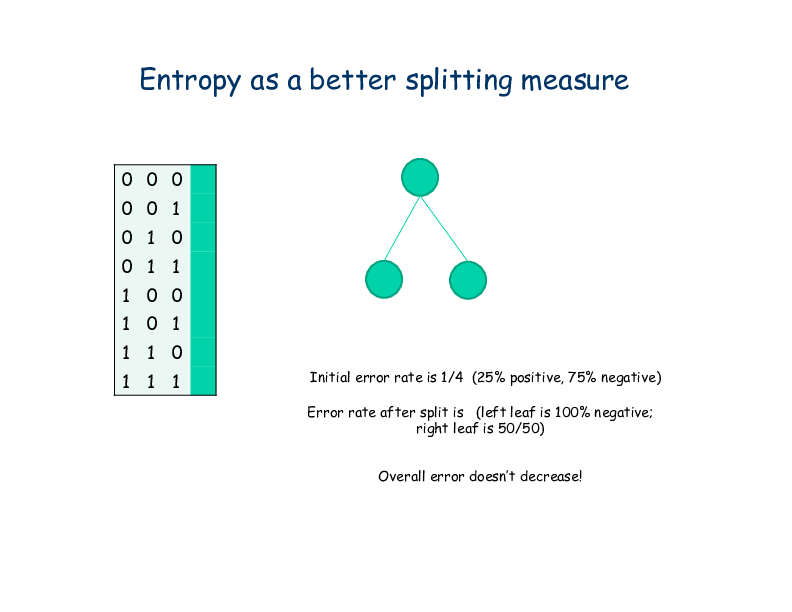 Entropy as a better splitting measure
0 0 0
0 0 1
0 1 0
0 1 1
1 0 0
1 0 1
1 1 0
1 1 1
Initial error rate is 1/4 (25% positive, 75% negative)
Error rate after split is (left leaf is 100% negative;
right leaf is 50/50)
Overall error doesn't decrease!